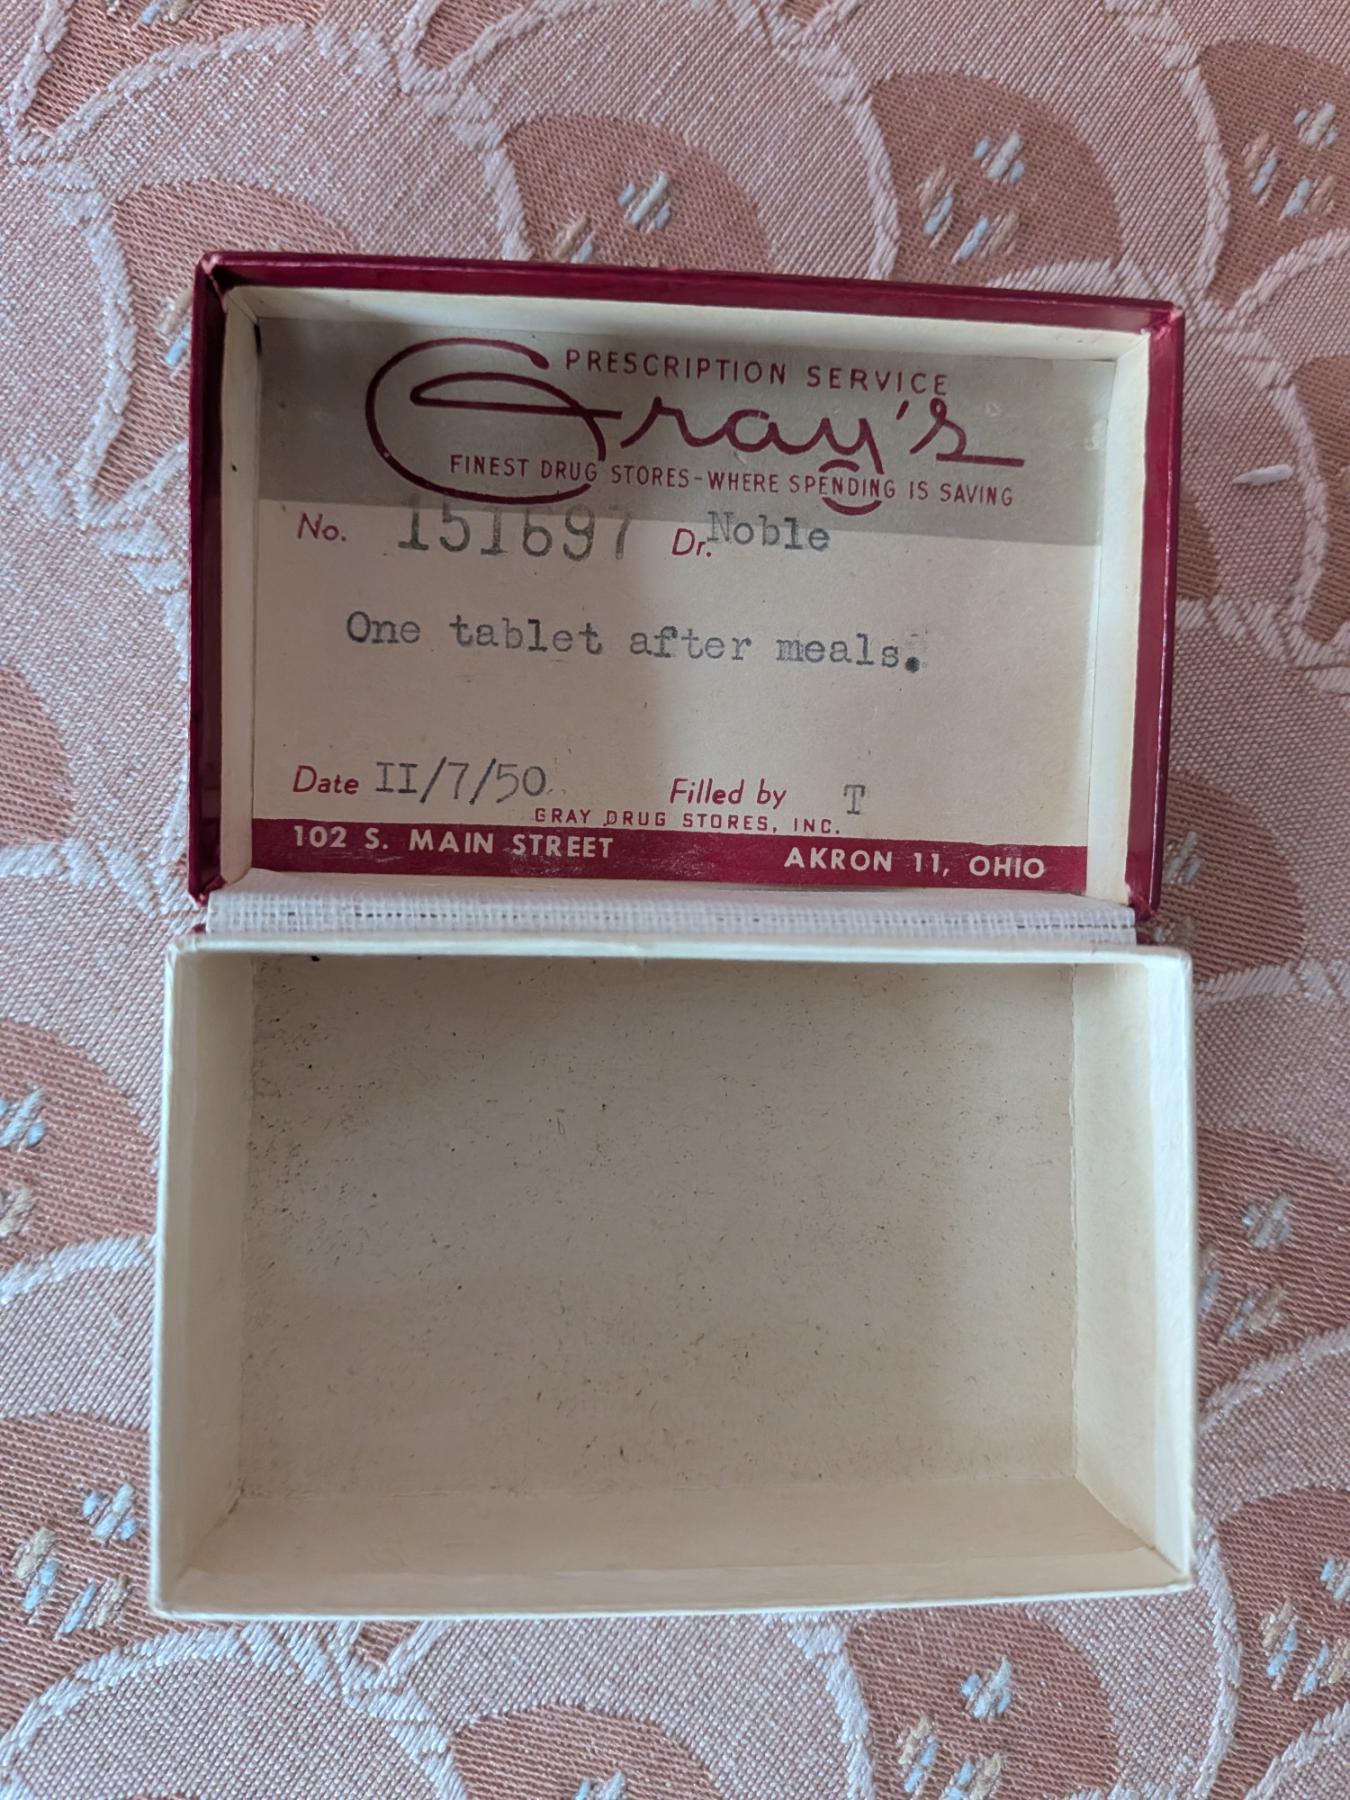 PRESCRIPTION SERVICE
Gray's
FINEST DRUG STORES-WHERE SPENDING IS SAVING
No. 151697 Dr. Noble
One tablet after meals.
Date II/7/50 Filled by T
GRAY DRUG STORES, INC.
102 S. MAIN STREET AKRON 11, OHIO